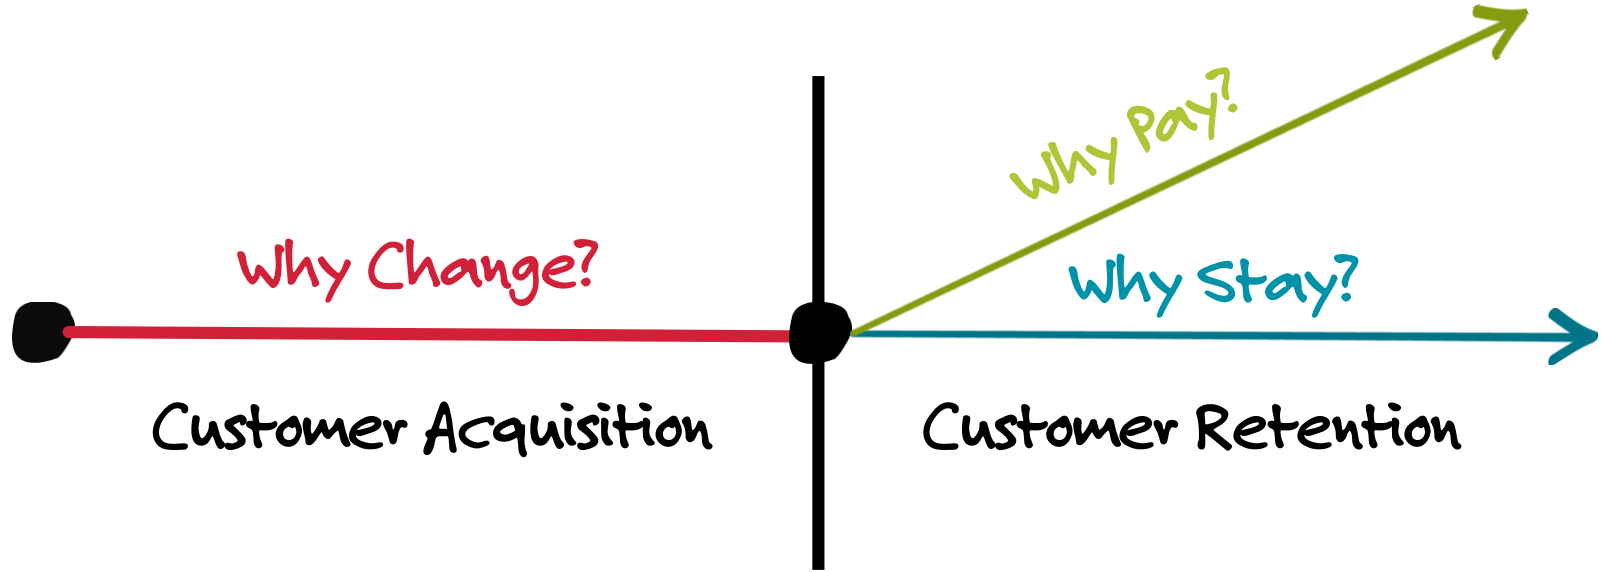 Why Pay?
Why Change?
Why Stay?
Customer Acquisition
Customer Retention